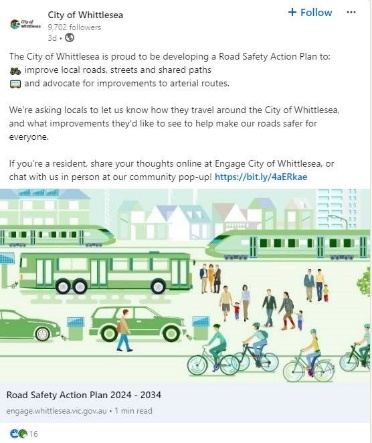 City of Whittlesea
9,702 followers
3d •
+ Follow
The City of Whittlesea is proud to be developing a Road Safety Action Plan to:
improve local roads, streets and shared paths
and advocate for improvements to arterial routes.
We're asking locals to let us know how they travel around the City of Whittlesea,
and what improvements they'd like to see to help make our roads safer for
everyone.
If you're a resident, share your thoughts online at Engage City of Whittlesea, or
chat with us in person at our community pop-up! https://bit.ly/4aERkae
Road Safety Action Plan 2024 - 2034
engage.whittlesea.vic.gov.au • 1 min read
16